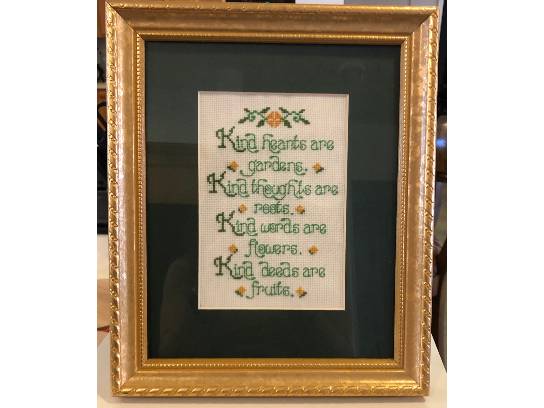 Kind hearts are
gardens.
Kind thoughts are
roots.
Kind words are
flowers.
Kind deeds are
fruits.